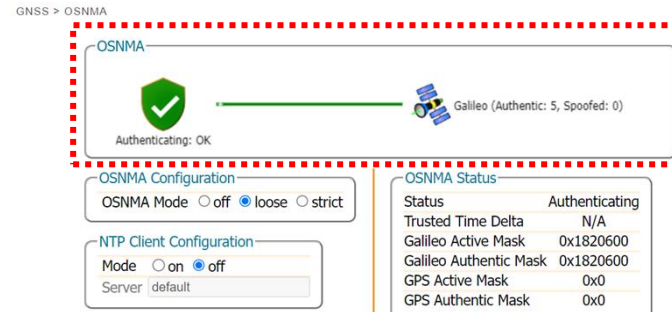 GNSS > OSNMA
OSNMA
Authenticating: OK
Galileo (Authentic: 5, Spoofed: 0)
OSNMA Configuration
OSNMA Mode off loose strict
NTP Client Configuration
Mode on off
Server default
OSNMA Status
Status Authenticating
Trusted Time Delta N/A
Galileo Active Mask 0x1820600
Galileo Authentic Mask 0x1820600
GPS Active Mask 0x0
GPS Authentic Mask 0x0